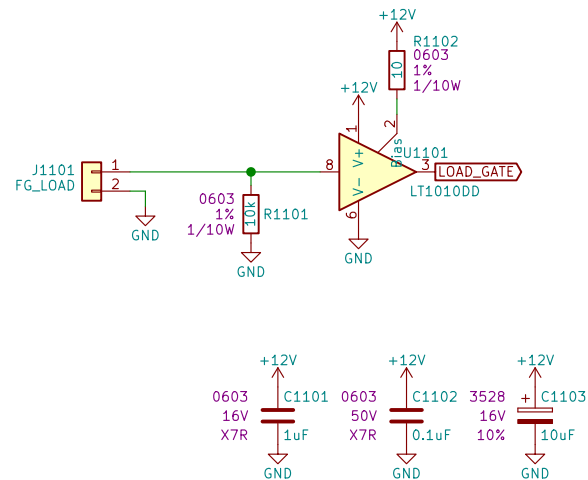 +12V
R1102
0603
1%
1/10W
10
+12V
1
2
V+
Bias
U1101
J1101
FG_LOAD
1
2
8
3
LOAD_GATE
V-
LT1010DD
6
0603
1%
1/10W
10k
R1101
GND
GND
GND
+12V
+12V
+12V
0603
C1101
16V
X7R
1uF
0603
C1102
50V
X7R
0.1uF
3528
+
C1103
16V
10%
10uF
GND
GND
GND